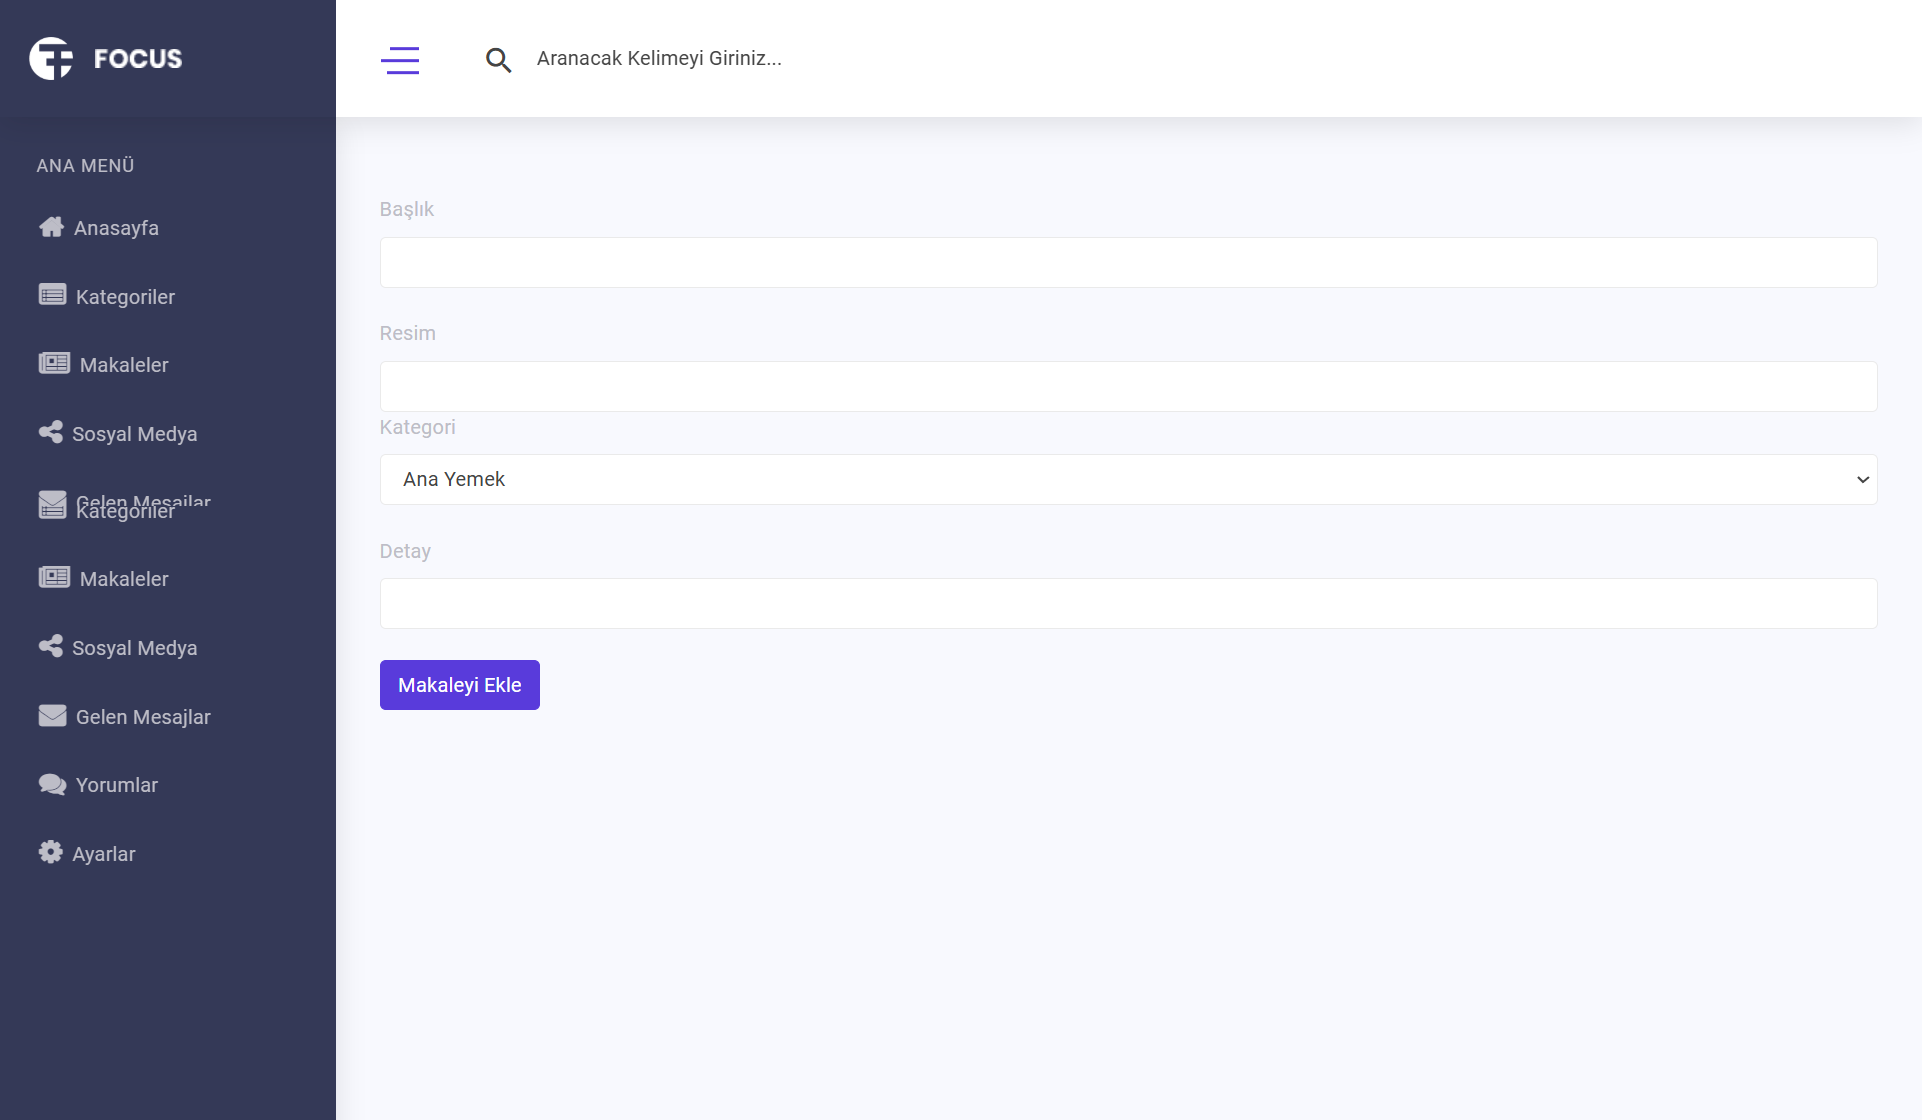 FOCUS
Aranacak Kelimeyi Giriniz...
ANA MENÜ
Anasayfa
Kategoriler
Makaleler
Sosyal Medya
Gelen Mesajlar
Kategoriler
Makaleler
Sosyal Medya
Gelen Mesajlar
Yorumlar
Ayarlar
Başlık
Resim
Kategori
Ana Yemek
Detay
Makaleyi Ekle